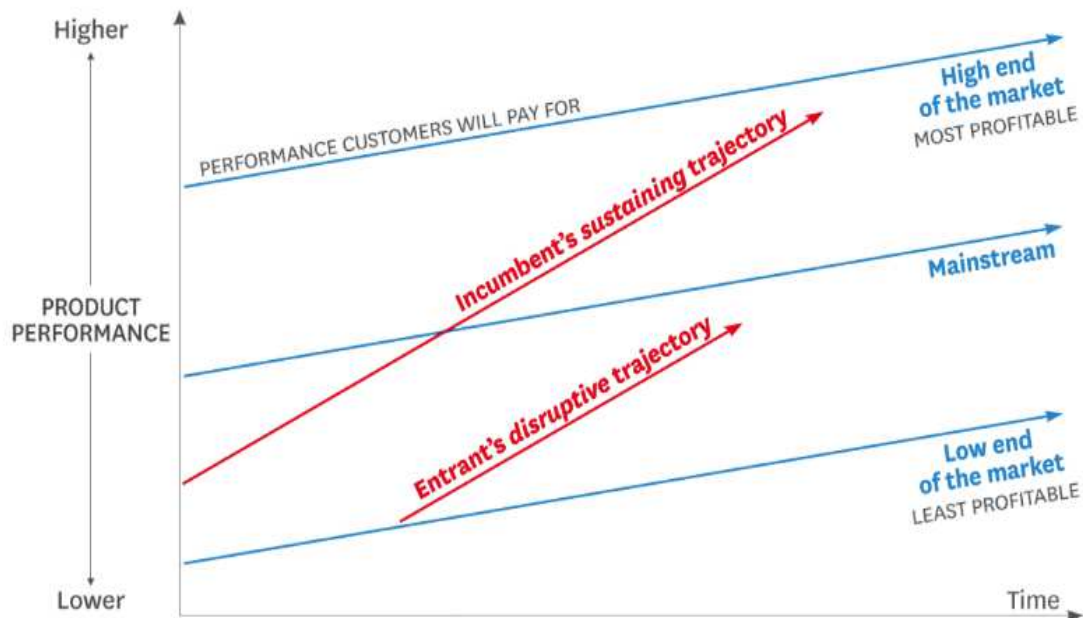 Higher
PERFORMANCE CUSTOMERS WILL PAY FOR
High end
of the market
MOST PROFITABLE
Incumbent's sustaining trajectory
Mainstream
PRODUCT
PERFORMANCE
Entrant's disruptive trajectory
Low end
of the market
LEAST PROFITABLE
Lower
Time